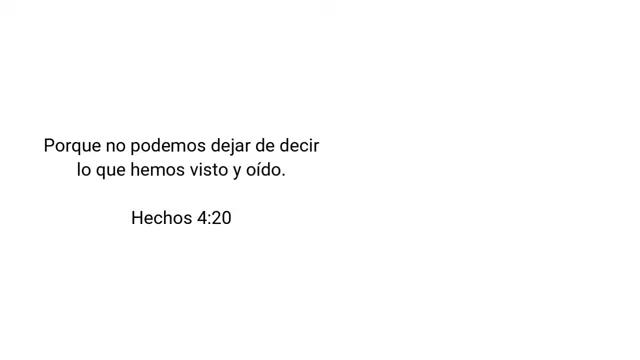 Porque no podemos dejar de decir
lo que hemos visto y oído.
Hechos 4:20